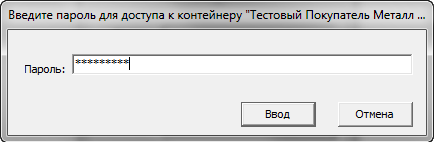 Введите пароль для доступа к контейнеру "Тестовый Покупатель Металл ...
Пароль: *********
Ввод Отмена